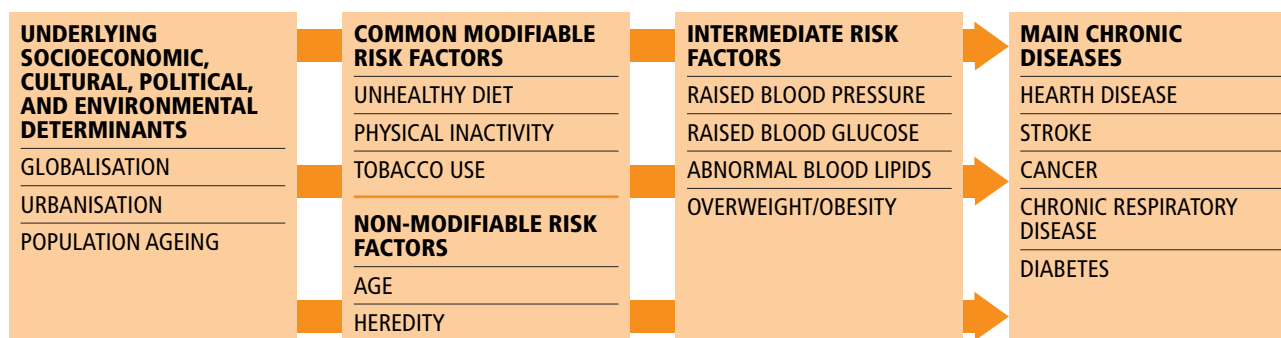 UNDERLYING
SOCIOECONOMIC,
CULTURAL, POLITICAL,
AND ENVIRONMENTAL
DETERMINANTS
GLOBALISATION
URBANISATION
POPULATION AGEING
COMMON MODIFIABLE
RISK FACTORS
UNHEALTHY DIET
PHYSICAL INACTIVITY
TOBACCO USE
NON-MODIFIABLE RISK
FACTORS
AGE
HEREDITY
INTERMEDIATE RISK
FACTORS
RAISED BLOOD PRESSURE
RAISED BLOOD GLUCOSE
ABNORMAL BLOOD LIPIDS
OVERWEIGHT/OBESITY
MAIN CHRONIC
DISEASES
HEARTH DISEASE
STROKE
CANCER
CHRONIC RESPIRATORY
DISEASE
DIABETES